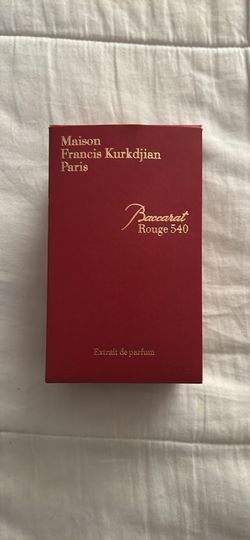 Maison
Francis Kurkdjian
Paris
Baccarat
Rouge 540
Extrait de parfum